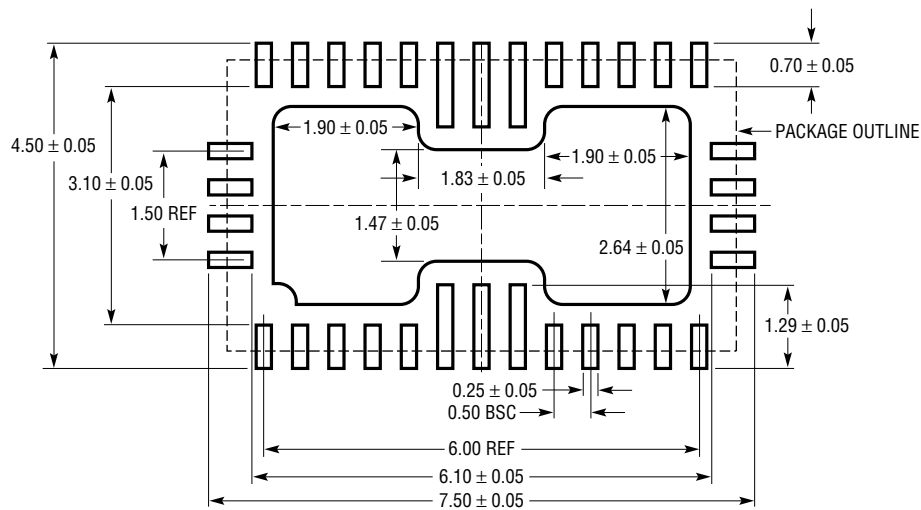 0.70 ± 0.05
PACKAGE OUTLINE
1.90 ± 0.05
4.50 ± 0.05
1.90 ± 0.05
3.10 ± 0.05
1.83 ± 0.05
1.50 REF
1.47 ± 0.05
2.64 ± 0.05
1.29 ± 0.05
0.25 ± 0.05
0.50 BSC
6.00 REF
6.10 ± 0.05
7.50 ± 0.05